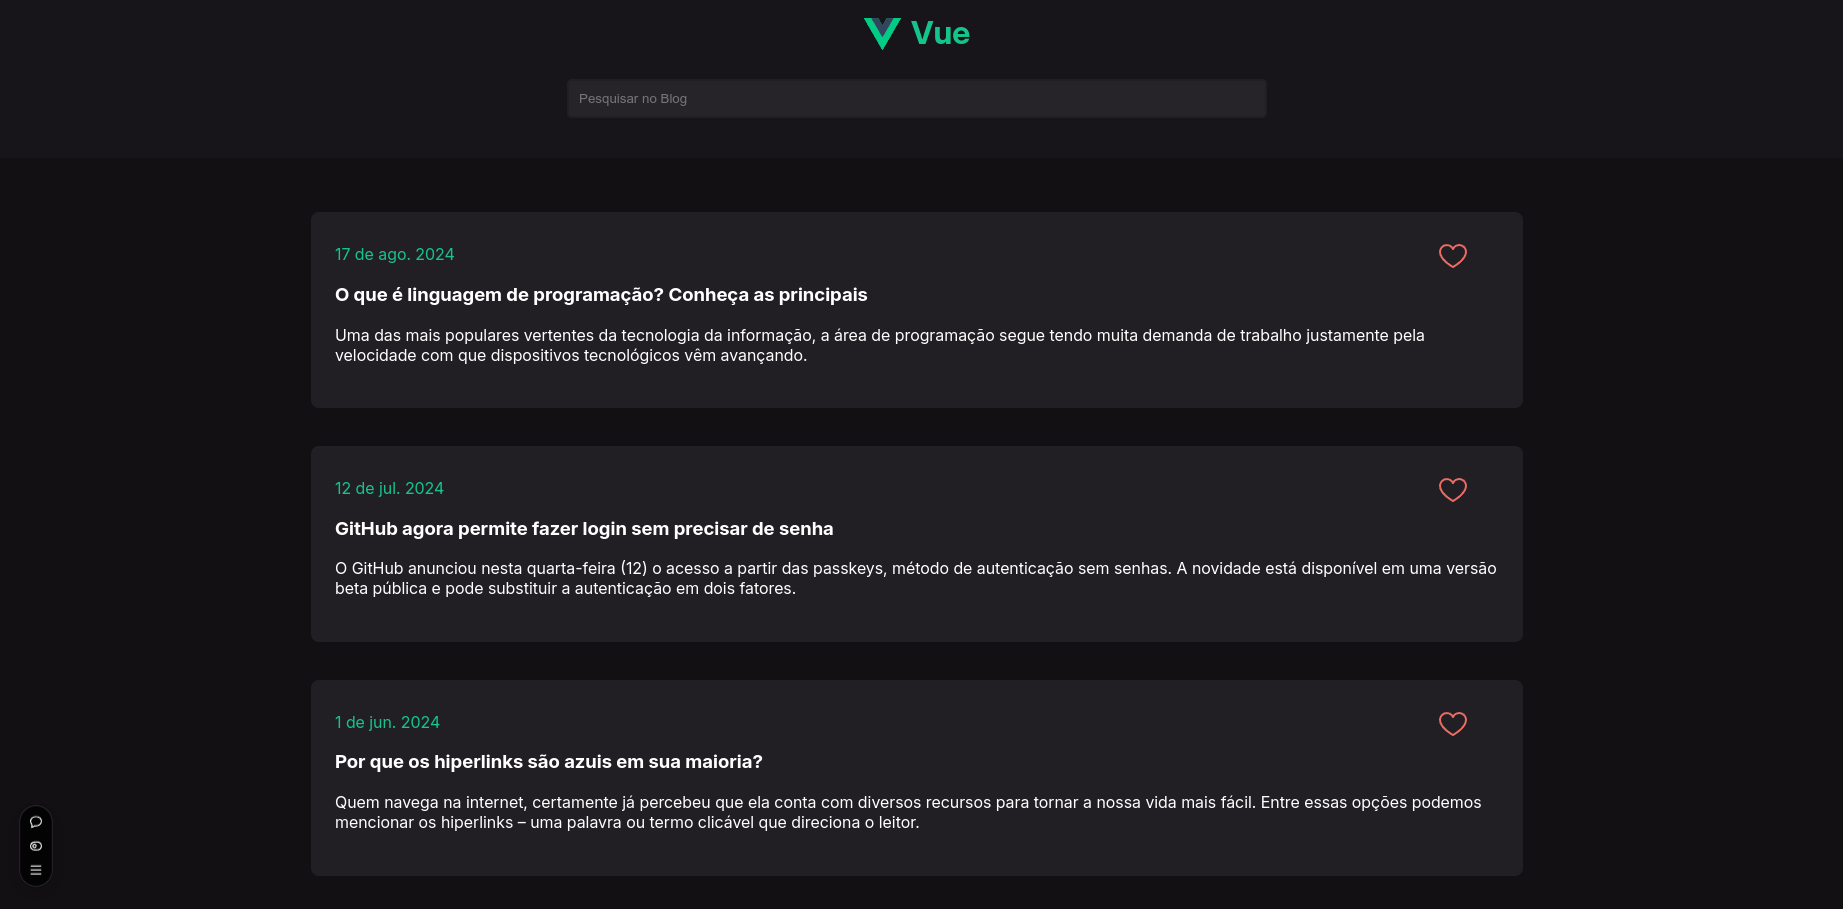 Vue
Pesquisar no Blog
17 de ago. 2024
O que é linguagem de programação? Conheça as principais
Uma das mais populares vertentes da tecnologia da informação, a área de programação segue tendo muita demanda de trabalho justamente pela
velocidade com que dispositivos tecnológicos vêm avançando.
12 de jul. 2024
GitHub agora permite fazer login sem precisar de senha
O GitHub anunciou nesta quarta-feira (12) o acesso a partir das passkeys, método de autenticação sem senhas. A novidade está disponível em uma versão
beta pública e pode substituir a autenticação em dois fatores.
1 de jun. 2024
Por que os hiperlinks são azuis em sua maioria?
Quem navega na internet, certamente já percebeu que ela conta com diversos recursos para tornar a nossa vida mais fácil. Entre essas opções podemos
mencionar os hiperlinks – uma palavra ou termo clicável que direciona o leitor.